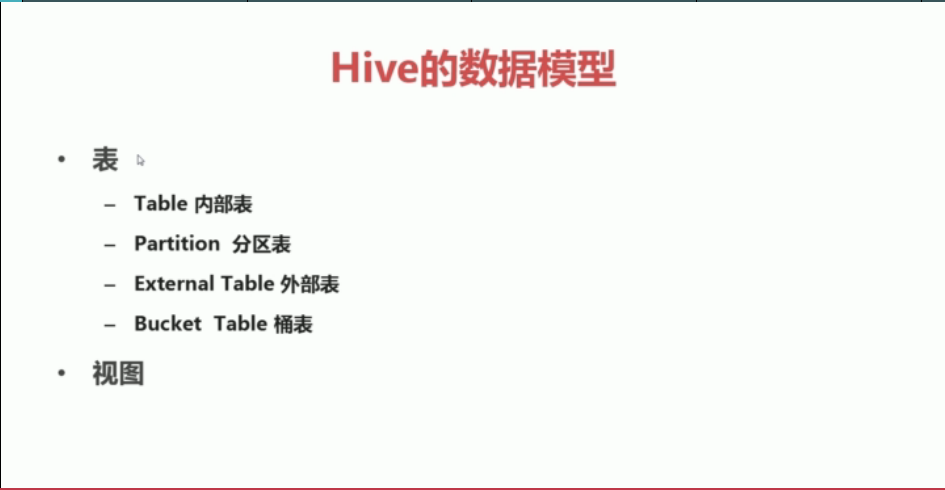 Hive的数据模型
• 表
– Table 内部表
– Partition 分区表
– External Table 外部表
– Bucket Table 桶表
• 视图